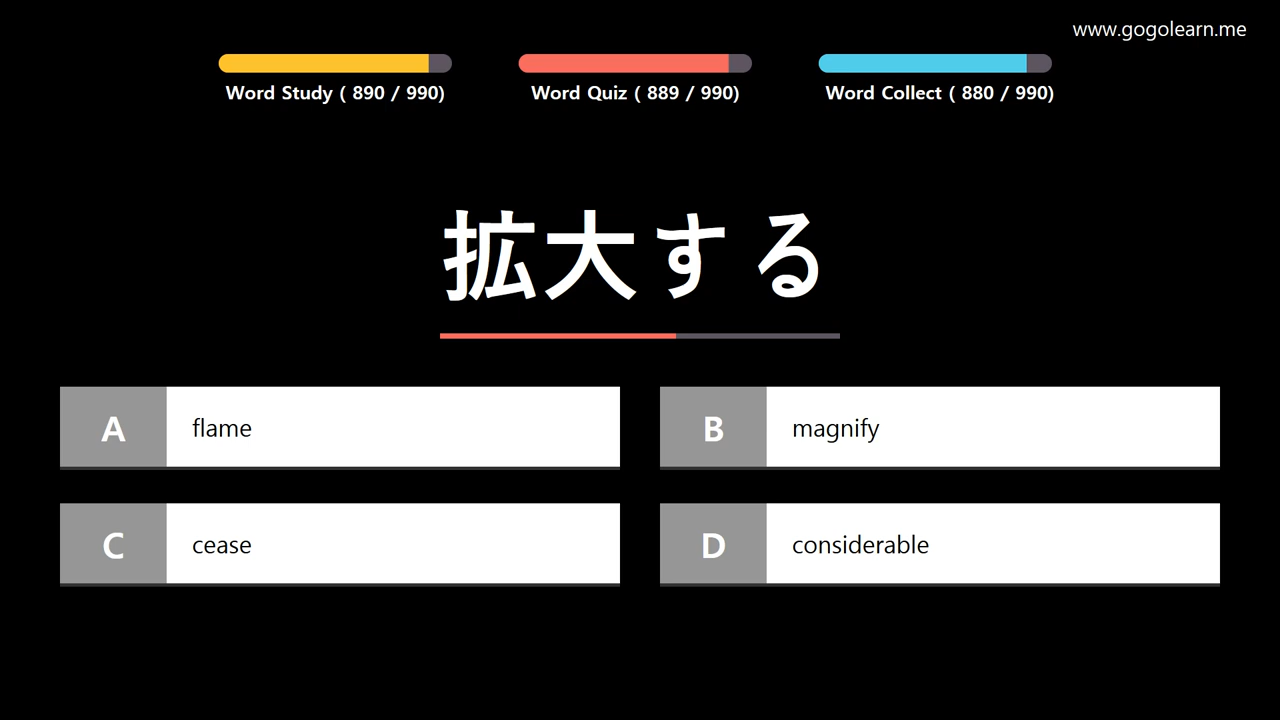 www.gogolearn.me
Word Study ( 890 / 990)
Word Quiz ( 889 / 990)
Word Collect ( 880 / 990)
拡大する
A flame
B magnify
C cease
D considerable